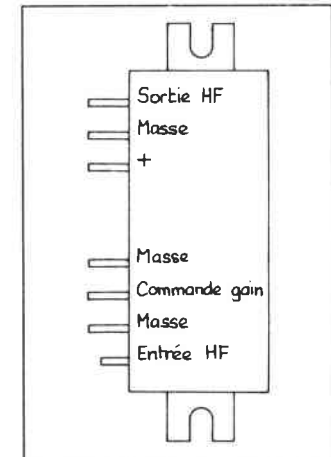 Sortie HF
Masse
+
Masse
Commande gain
Masse
Entrée HF